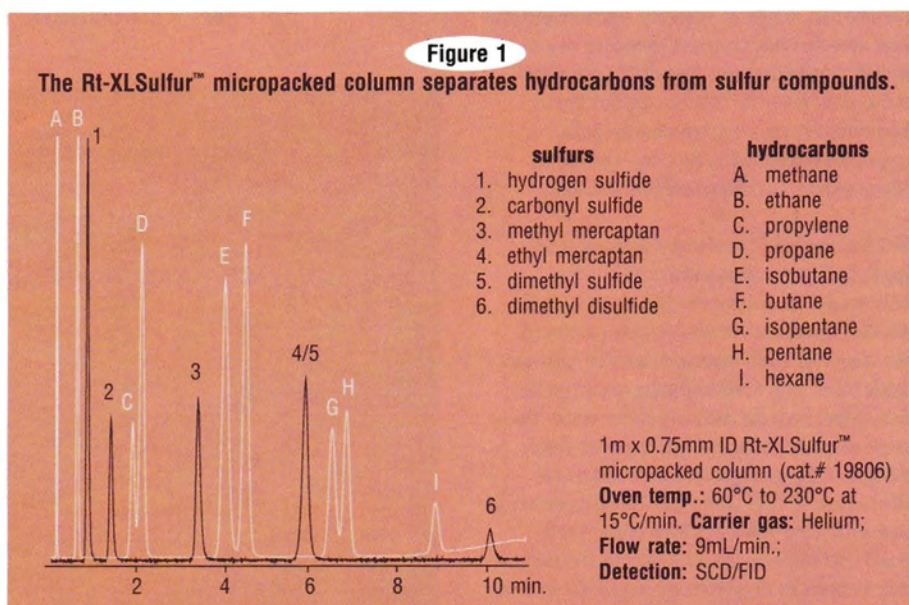 Figure 1
The Rt-XLSulfur™ micropacked column separates hydrocarbons from sulfur compounds.
A B 1
2
C
D
3
E
F
4/5
G
H
I
6
2 4 6 8 10 min.
sulfurs
1. hydrogen sulfide
2. carbonyl sulfide
3. methyl mercaptan
4. ethyl mercaptan
5. dimethyl sulfide
6. dimethyl disulfide
hydrocarbons
A. methane
B. ethane
C. propylene
D. propane
E. isobutane
F. butane
G. isopentane
H. pentane
I. hexane
1m x 0.75mm ID Rt-XLSulfur™
micropacked column (cat.# 19806)
Oven temp.: 60°C to 230°C at
15°C/min. Carrier gas: Helium;
Flow rate: 9mL/min.;
Detection: SCD/FID